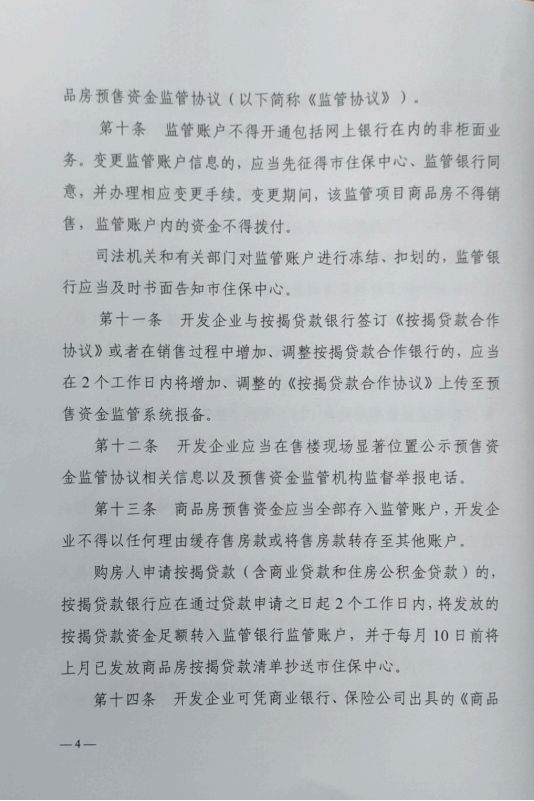 品房预售资金监管协议（以下简称《监管协议》）。
第十条 监管账户不得开通包括网上银行在内的非柜面业
务。变更监管账户信息的，应当先征得市住保中心、监管银行同
意，并办理相应变更手续。变更期间，该监管项目商品房不得销
售，监管账户内的资金不得拨付。
司法机关和有关部门对监管账户进行冻结、扣划的，监管银
行应当及时书面告知市住保中心。
第十一条 开发企业与按揭贷款银行签订《按揭贷款合作
协议》或者在销售过程中增加、调整按揭贷款合作银行的，应当
在2个工作日内将增加、调整的《按揭贷款合作协议》上传至预
售资金监管系统报备。
第十二条 开发企业应当在售楼现场显著位置公示预售资
金监管协议相关信息以及预售资金监管机构监督举报电话。
第十三条 商品房预售资金应当全部存入监管账户，开发企
业不得以任何理由缓存售房款或将售房款转存至其他账户。
购房人申请按揭贷款（含商业贷款和住房公积金贷款）的，
按揭贷款银行应在通过贷款申请之日起2个工作日内，将发放的
按揭贷款资金足额转入监管银行监管账户，并于每月10日前将
上月已发放商品房按揭贷款清单抄送市住保中心。
第十四条 开发企业可凭商业银行、保险公司出具的《商品
—4—